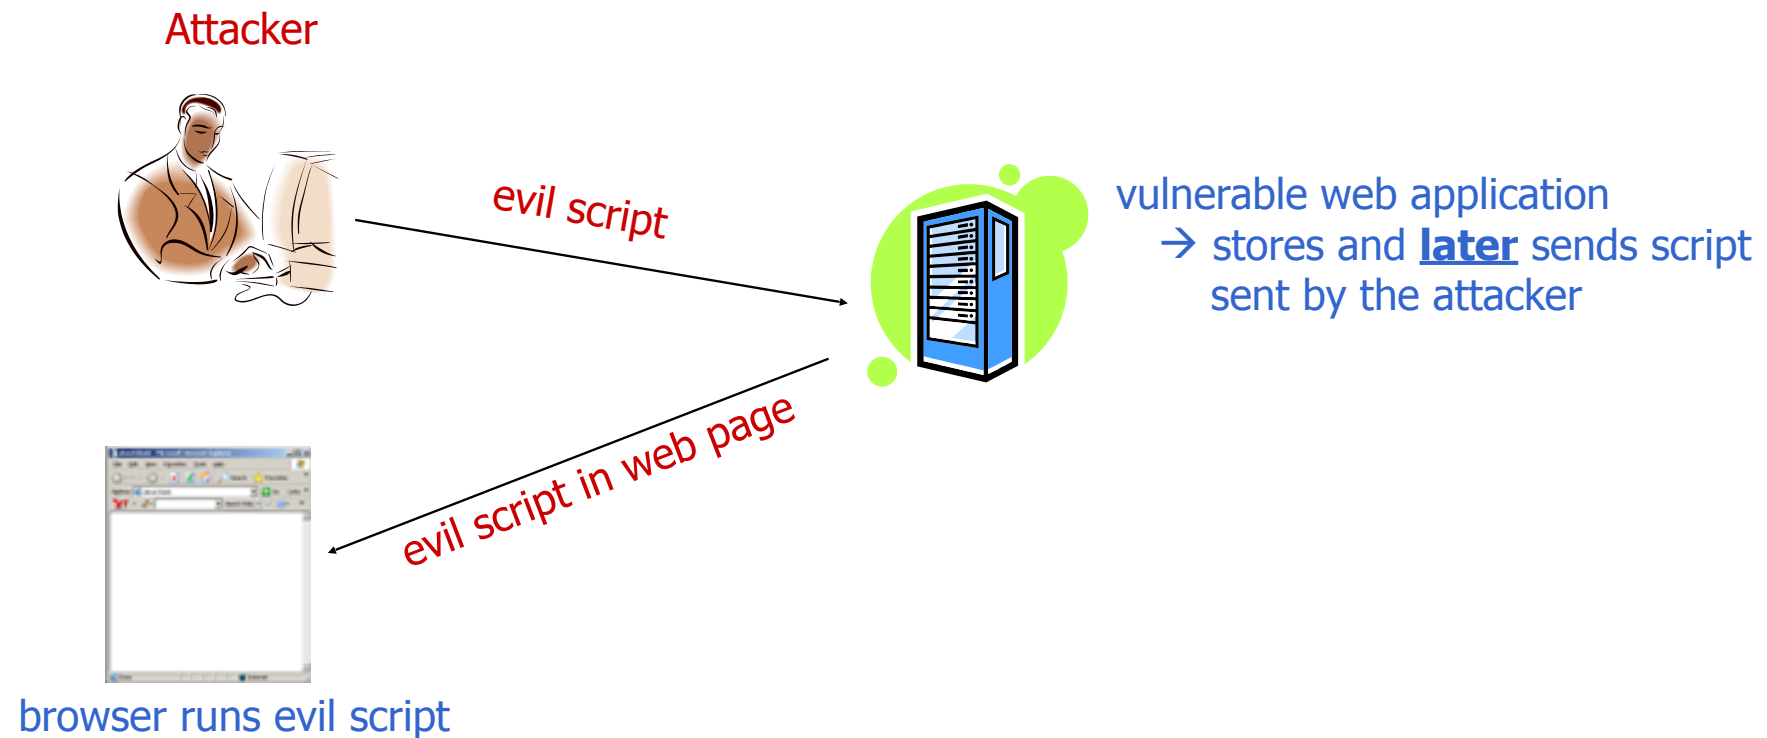 Attacker
evil script
vulnerable web application
→ stores and later sends script
sent by the attacker
evil script in web page
browser runs evil script